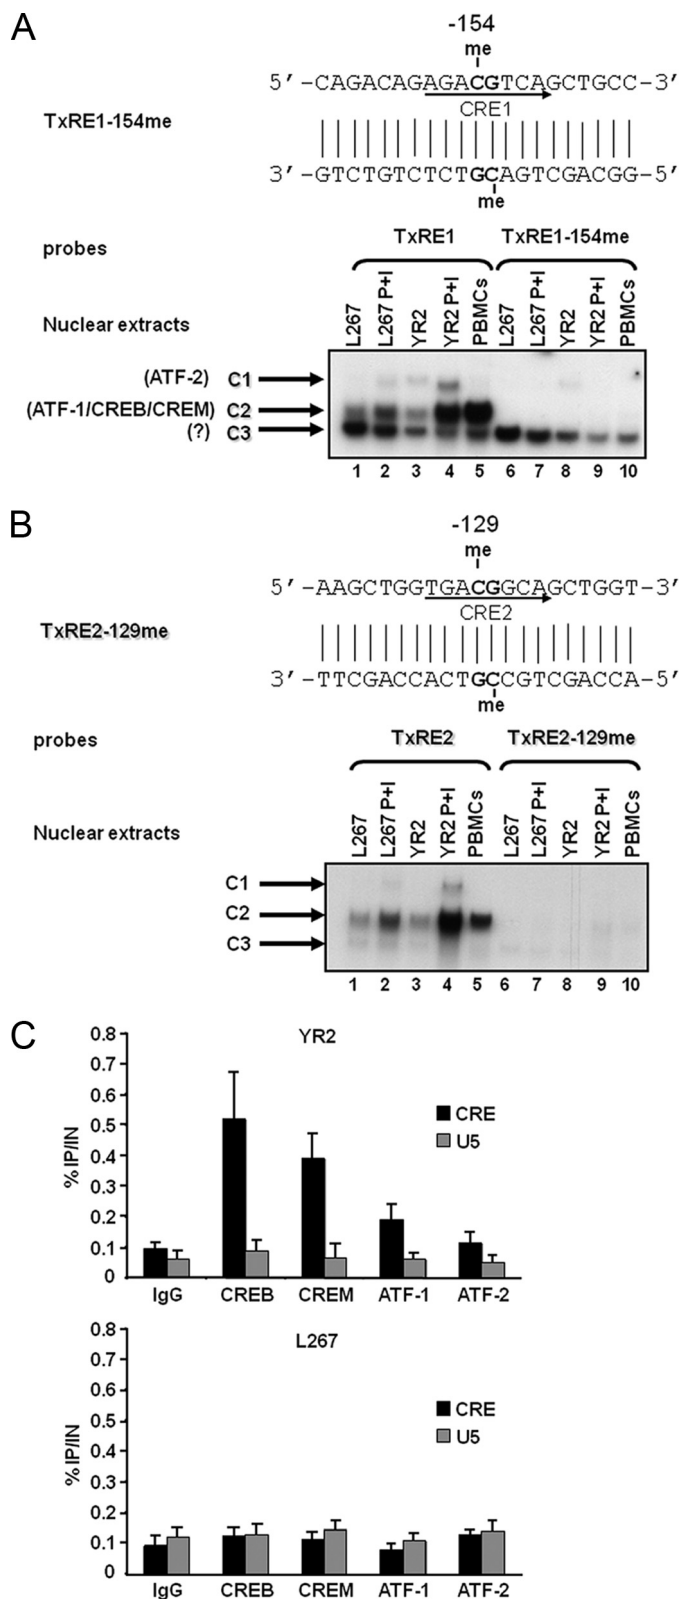 A
-154
me
5'-CAGACAGAGACGTCAGCTGCC-3'
CRE1
TxRE1-154me
3'-GTCTGTCTCTGCAGTCGACGG-5'
me
probes
TxRE1 TxRE1-154me
Nuclear extracts
L267 L267 P+I YR2 YR2 P+I PBMCs L267 L267 P+I YR2 YR2 P+I PBMCs
(ATF-2) C1
(ATF-1/CREB/CREM) C2
(?) C3
1 2 3 4 5 6 7 8 9 10
B
-129
me
5'-AAGCTGGTGACGGCAGCTGGT-3'
CRE2
TxRE2-129me
3'-TTCGACCACTGCCGTCGACCA-5'
me
probes
TxRE2 TxRE2-129me
Nuclear extracts
L267 L267 P+I YR2 YR2 P+I PBMCs L267 L267 P+I YR2 YR2 P+I PBMCs
C1
C2
C3
1 2 3 4 5 6 7 8 9 10
C
YR2
% IP/IN
0.8
0.7
0.6
0.5
0.4
0.3
0.2
0.1
0
CRE
U5
IgG CREB CREM ATF-1 ATF-2
L267
% IP/IN
0.8
0.7
0.6
0.5
0.4
0.3
0.2
0.1
0
CRE
U5
IgG CREB CREM ATF-1 ATF-2